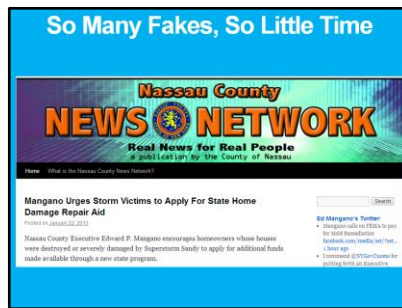 So Many Fakes, So Little Time
Nassau County
NEWS NETWORK
Real News for Real People
a publication by the County of Nassau
Home What is the Nassau County News Network?
Mangano Urges Storm Victims to Apply For State Home
Damage Repair Aid
Posted on January 22, 2013
Nassau County Executive Edward P. Mangano encourages homeowners whose houses
were destroyed or severely damaged by Superstorm Sandy to apply for additional funds
made available through a new state program.
Search
Ed Mangano's Twitter
Mangano calls on FEMA to pay
for Mold Remediation
1 hour ago
I commend @NYGovCuomo for
putting forth an Executive